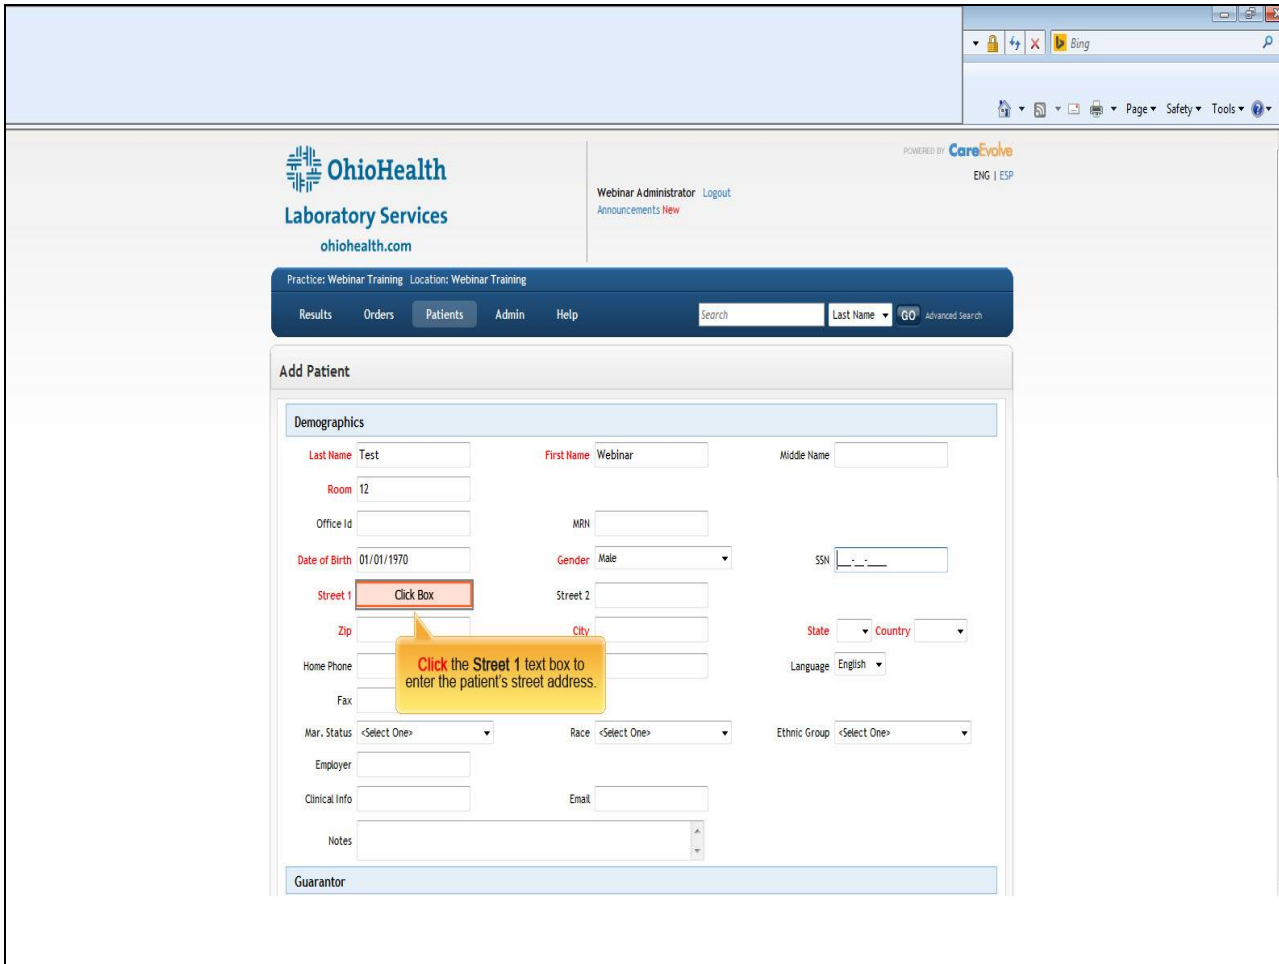 Bing
Page Safety Tools
OhioHealth
Laboratory Services
ohiohealth.com
Webinar Administrator Logout
Announcements New
POWERED BY CareEvolve
ENG | ESP
Practice: Webinar Training Location: Webinar Training
Results Orders Patients Admin Help Search Last Name GO Advanced Search
Add Patient
Demographics
Last Name Test First Name Webinar Middle Name
Room 12
Office Id MRN
Date of Birth 01/01/1970 Gender Male SSN __-__-____
Street 1 Click Box Street 2
Zip City State Country
Home Phone Language English
Click the Street 1 text box to
enter the patient's street address.
Fax
Mar. Status <Select One> Race <Select One> Ethnic Group <Select One>
Employer
Clinical Info Email
Notes
Guarantor